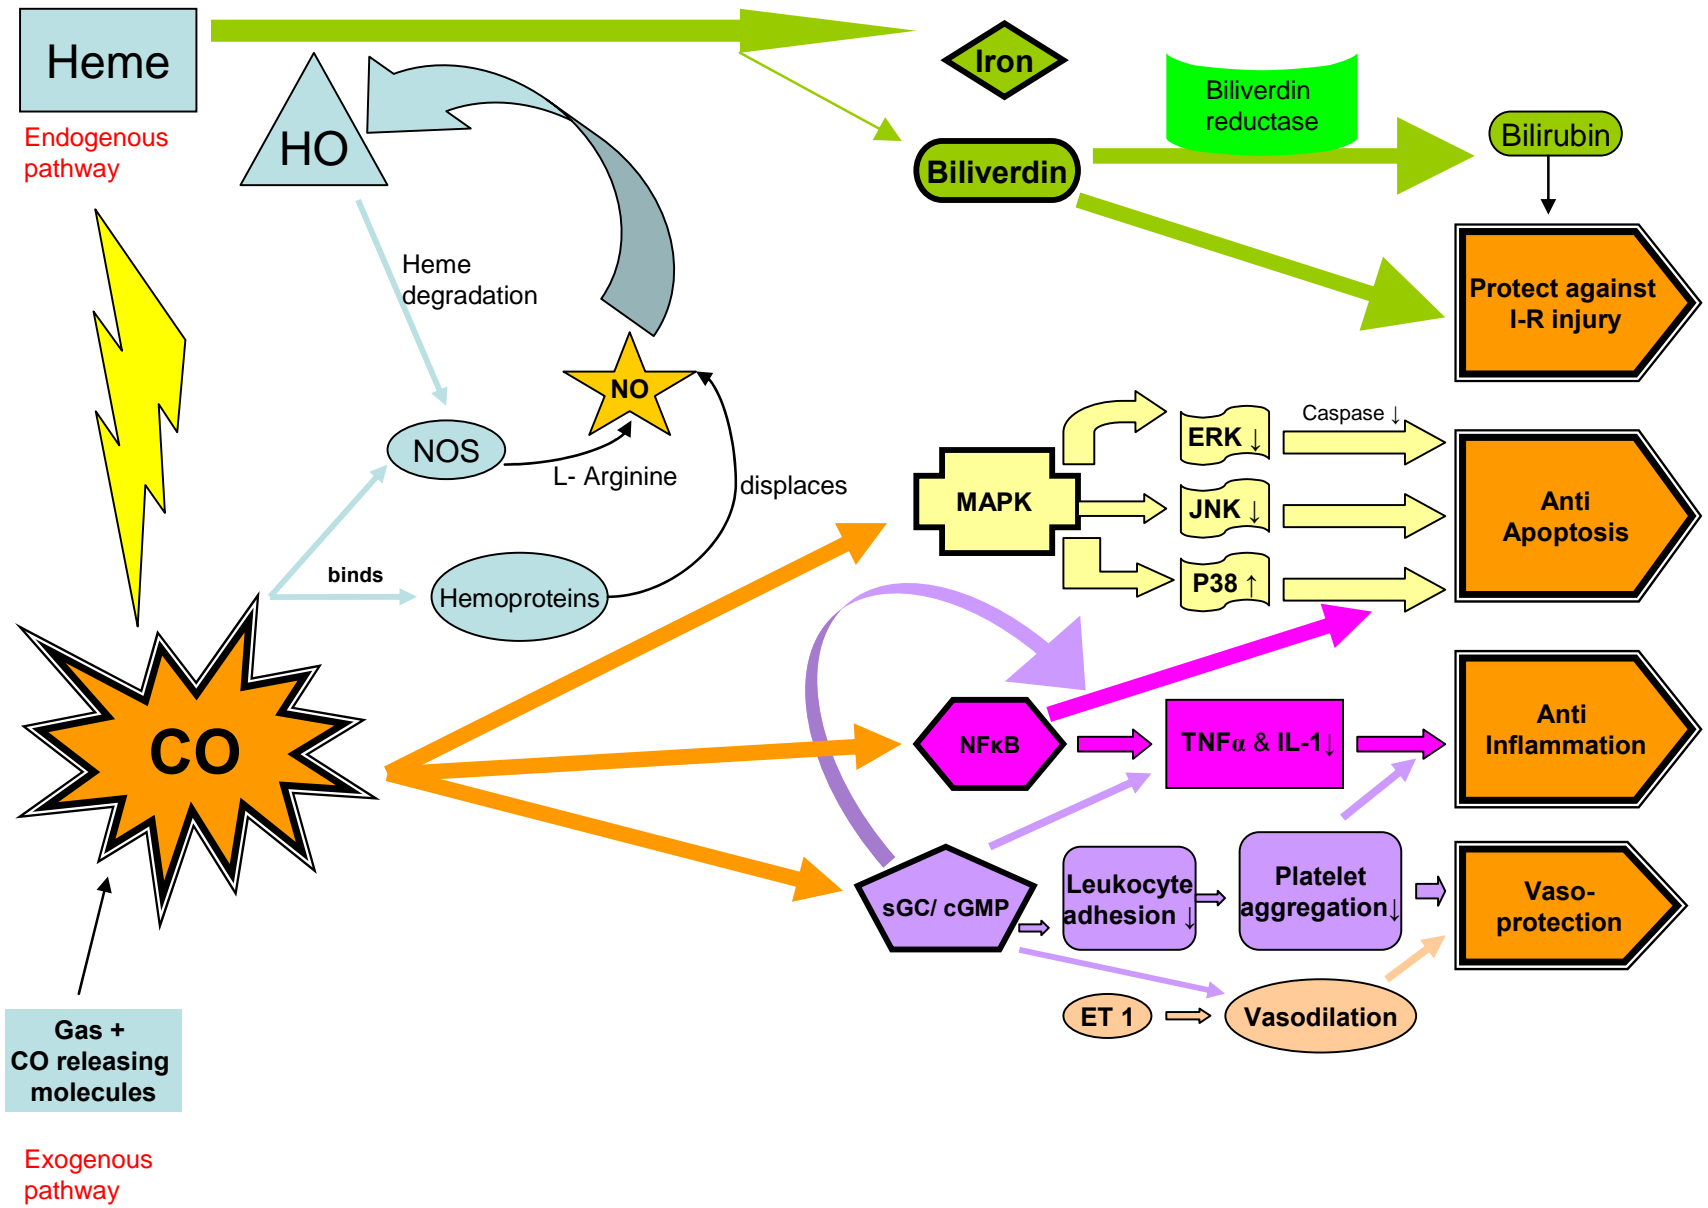 Heme
Endogenous
pathway
HO
Iron
Biliverdin
reductase
Biliverdin
Bilirubin
Protect against
I-R injury
Heme
degradation
NO
NOS
L- Arginine
displaces
binds
Hemoproteins
MAPK
ERK ↓
Caspase ↓
JNK ↓
P38 ↑
Anti
Apoptosis
CO
NFκB
TNFα & IL-1↓
Anti
Inflammation
sGC/ cGMP
Leukocyte
adhesion ↓
Platelet
aggregation↓
Vaso-
protection
ET 1
Vasodilation
Gas +
CO releasing
molecules
Exogenous
pathway